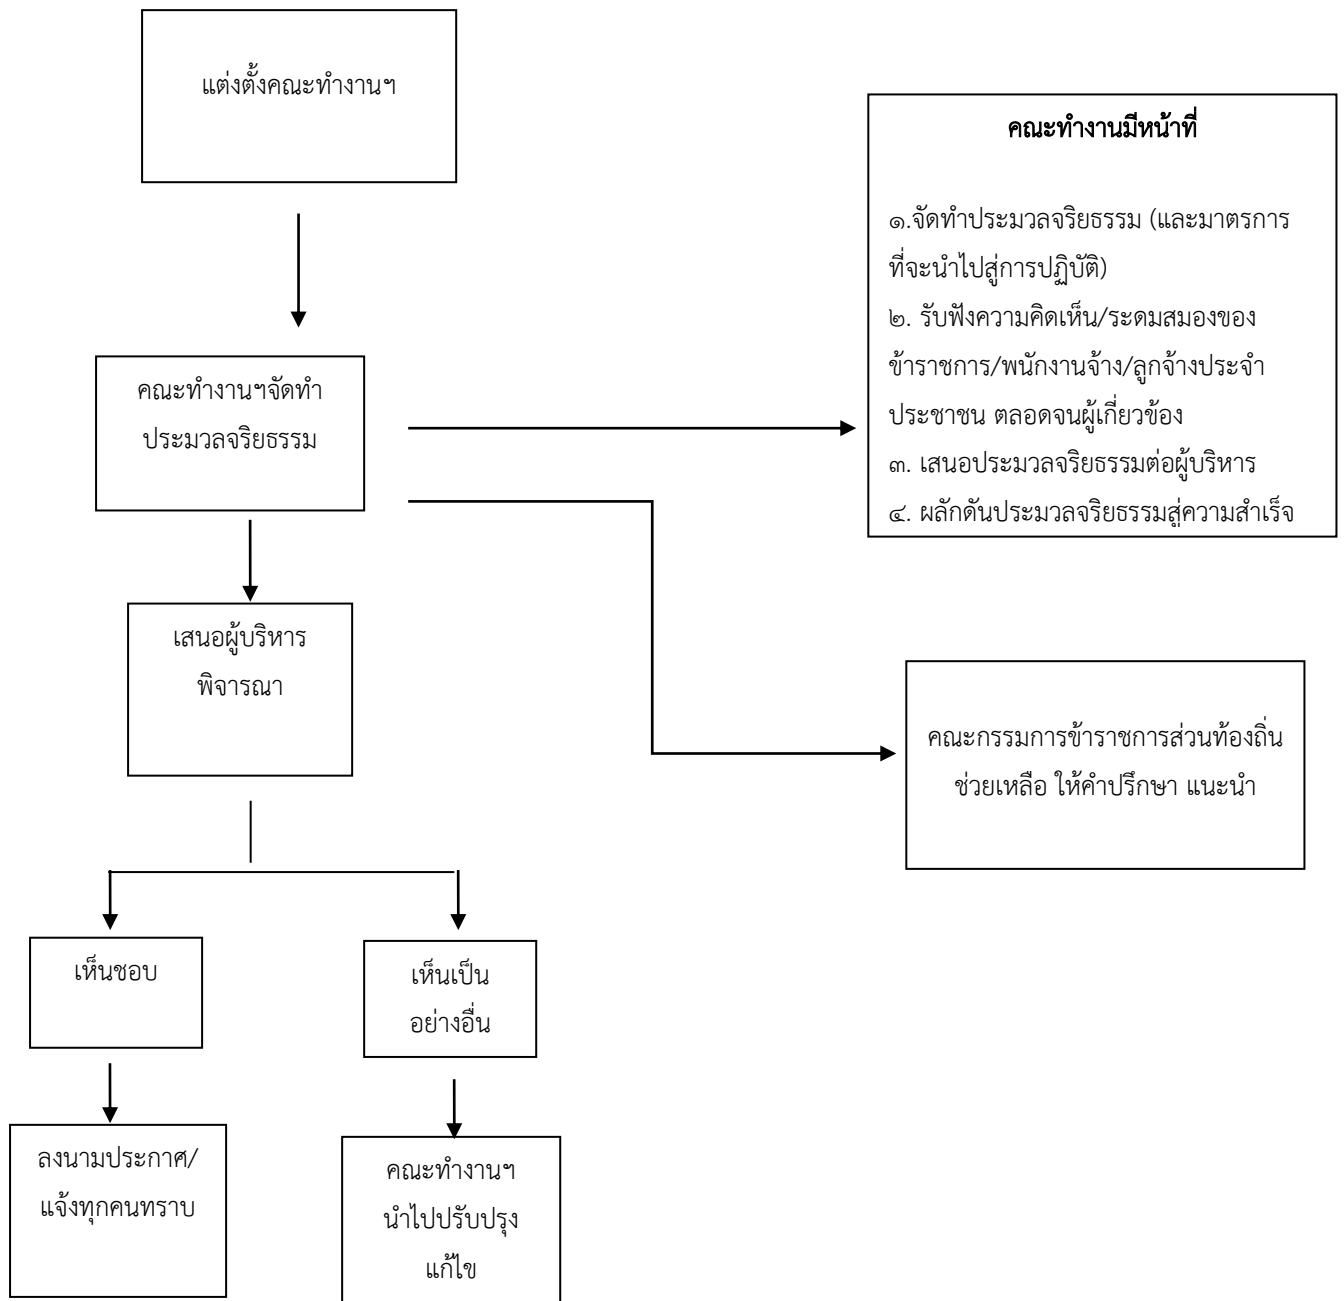 แต่งตั้งคณะทำงานฯ
คณะทำงานมีหน้าที่
๑.จัดทำประมวลจริยธรรม (และมาตรการ
ที่จะนำไปสู่การปฏิบัติ)
๒. รับฟังความคิดเห็น/ระดมสมองของ
ข้าราชการ/พนักงานจ้าง/ลูกจ้างประจำ
ประชาชน ตลอดจนผู้เกี่ยวข้อง
๓. เสนอประมวลจริยธรรมต่อผู้บริหาร
๔. ผลักดันประมวลจริยธรรมสู่ความสำเร็จ
คณะทำงานฯจัดทำ
ประมวลจริยธรรม
เสนอผู้บริหาร
พิจารณา
คณะกรรมการข้าราชการส่วนท้องถิ่น
ช่วยเหลือ ให้คำปรึกษา แนะนำ
เห็นชอบ
เห็นเป็น
อย่างอื่น
ลงนามประกาศ/
แจ้งทุกคนทราบ
คณะทำงานฯ
นำไปปรับปรุง
แก้ไข